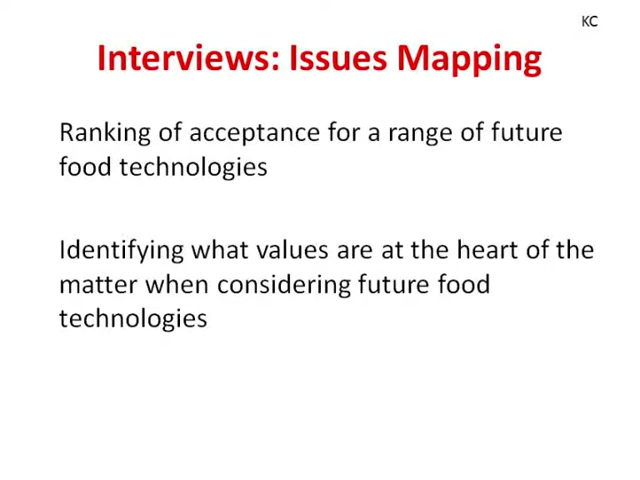 KC
Interviews: Issues Mapping
Ranking of acceptance for a range of future
food technologies
Identifying what values are at the heart of the
matter when considering future food
technologies